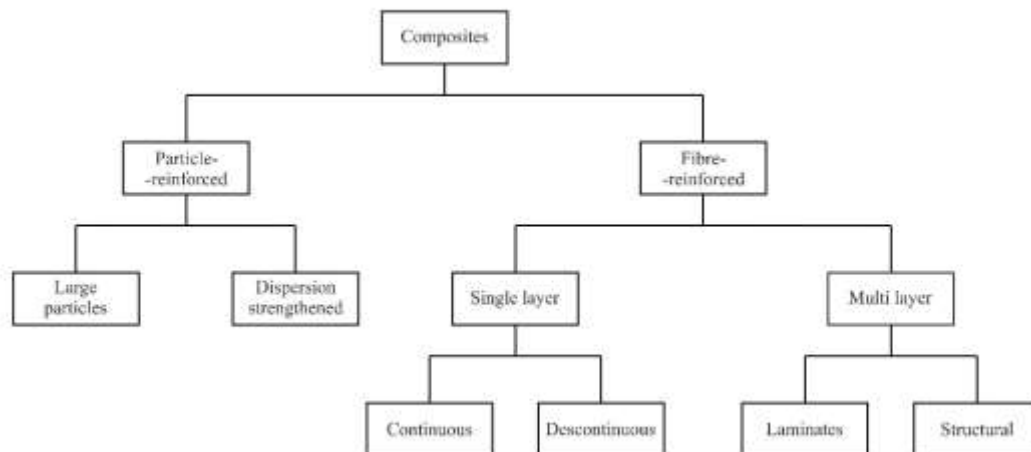 Composites
Particle-
-reinforced
Fibre-
-reinforced
Large
particles
Dispersion
strengthened
Single layer
Multi layer
Continuous
Descontinuous
Laminates
Structural